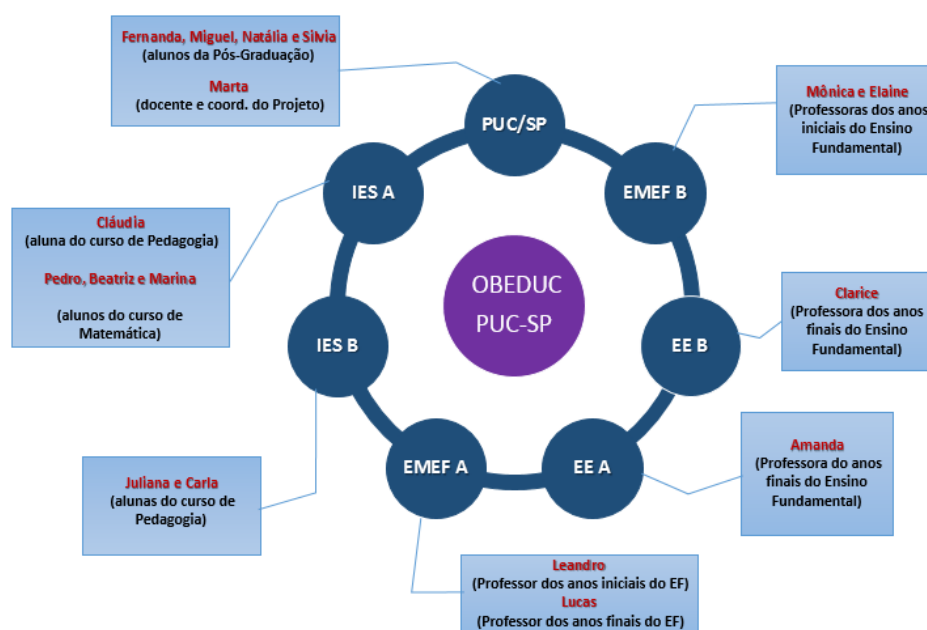 Fernanda, Miguel, Natália e Silvia
(alunos da Pós-Graduação)
Marta
(docente e coord. do Projeto)
PUC/SP
Mônica e Elaine
(Professoras dos anos
iniciais do Ensino
Fundamental)
IES A
EMEF B
Cláudia
(aluna do curso de Pedagogia)
Pedro, Beatriz e Marina
(alunos do curso de
Matemática)
OBEDUC
PUC-SP
Clarice
(Professora dos anos
finais do Ensino
Fundamental)
IES B
EE B
Juliana e Carla
(alunas do curso de
Pedagogia)
EMEF A
EE A
Amanda
(Professora do anos
finais do Ensino
Fundamental)
Leandro
(Professor dos anos iniciais do EF)
Lucas
(Professor dos anos finais do EF)